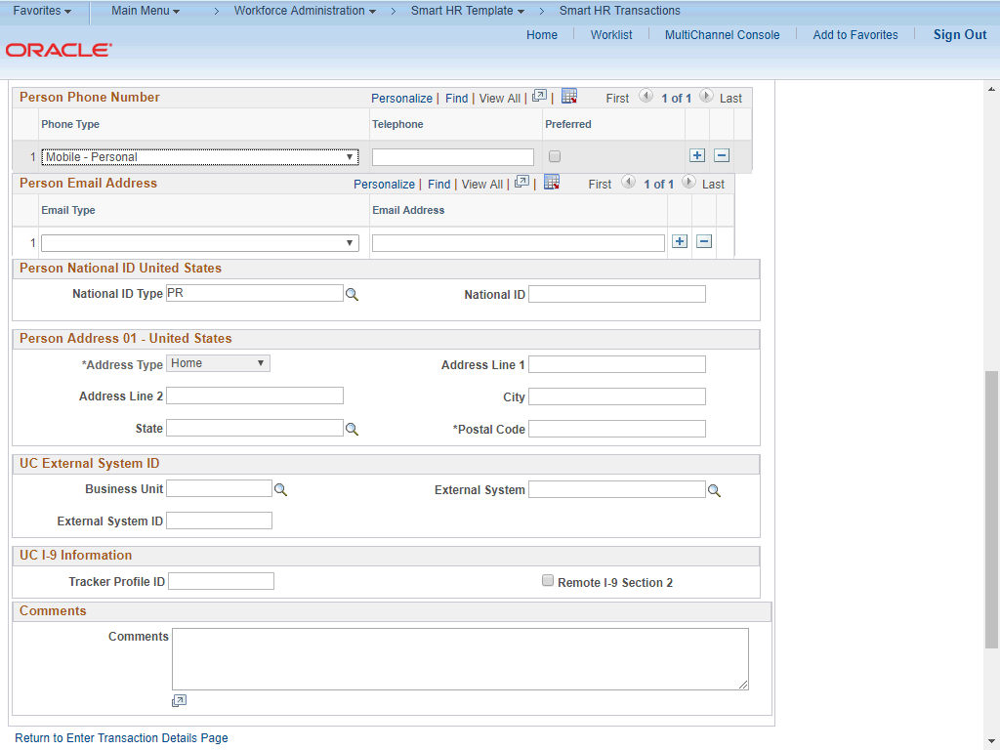 Favorites Main Menu > Workforce Administration > Smart HR Template > Smart HR Transactions
Home Worklist MultiChannel Console Add to Favorites Sign Out
ORACLE
Person Phone Number Personalize | Find | View All | | First 1 of 1 Last
Phone Type Telephone Preferred
1 Mobile - Personal
Person Email Address Personalize | Find | View All | | First 1 of 1 Last
Email Type Email Address
1
Person National ID United States
National ID Type PR National ID
Person Address 01 - United States
*Address Type Home Address Line 1
Address Line 2 City
State *Postal Code
UC External System ID
Business Unit External System
External System ID
UC I-9 Information
Tracker Profile ID Remote I-9 Section 2
Comments
Comments
Return to Enter Transaction Details Page